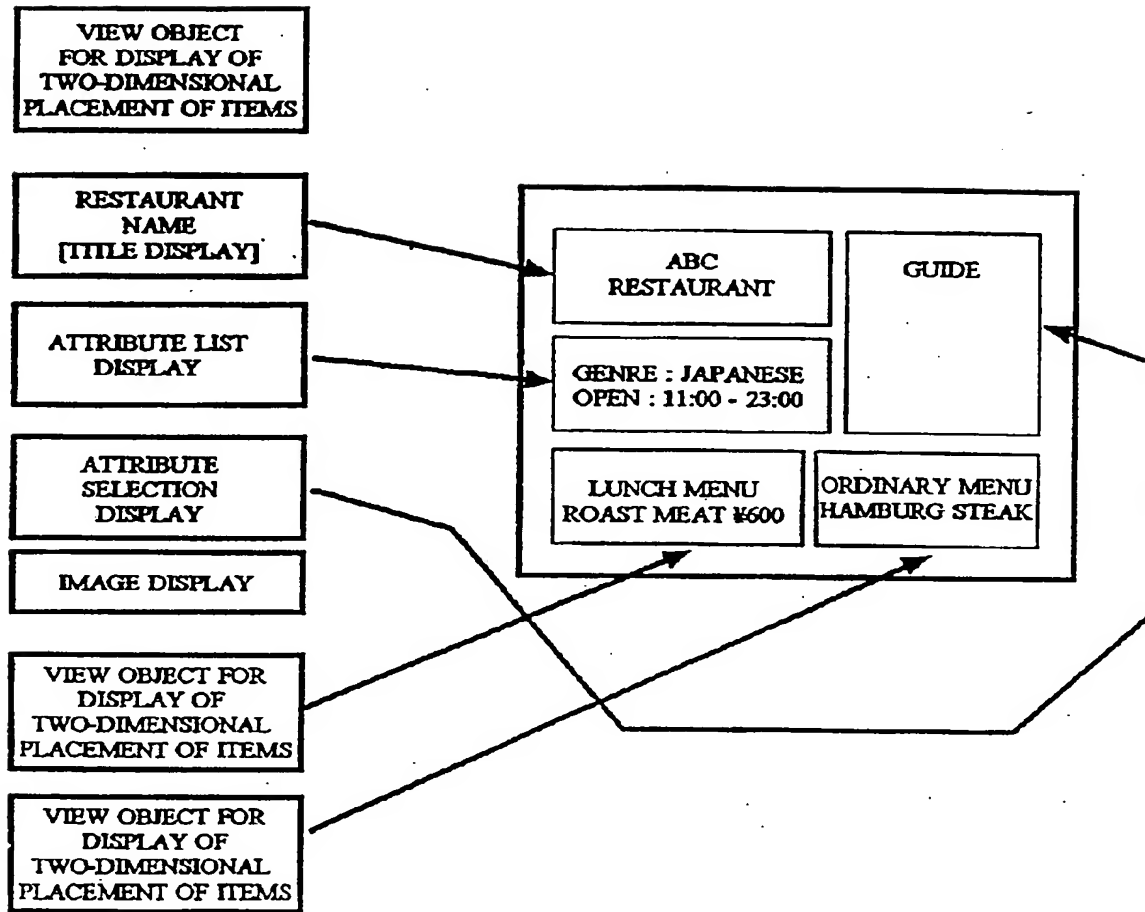 VIEW OBJECT
FOR DISPLAY OF
TWO-DIMENSIONAL
PLACEMENT OF ITEMS
RESTAURANT
NAME
[TITLE DISPLAY]
ATTRIBUTE LIST
DISPLAY
ATTRIBUTE
SELECTION
DISPLAY
IMAGE DISPLAY
VIEW OBJECT FOR
DISPLAY OF
TWO-DIMENSIONAL
PLACEMENT OF ITEMS
VIEW OBJECT FOR
DISPLAY OF
TWO-DIMENSIONAL
PLACEMENT OF ITEMS
ABC
RESTAURANT
GUIDE
GENRE : JAPANESE
OPEN : 11:00 - 23:00
LUNCH MENU
ROAST MEAT ¥600
ORDINARY MENU
HAMBURG STEAK